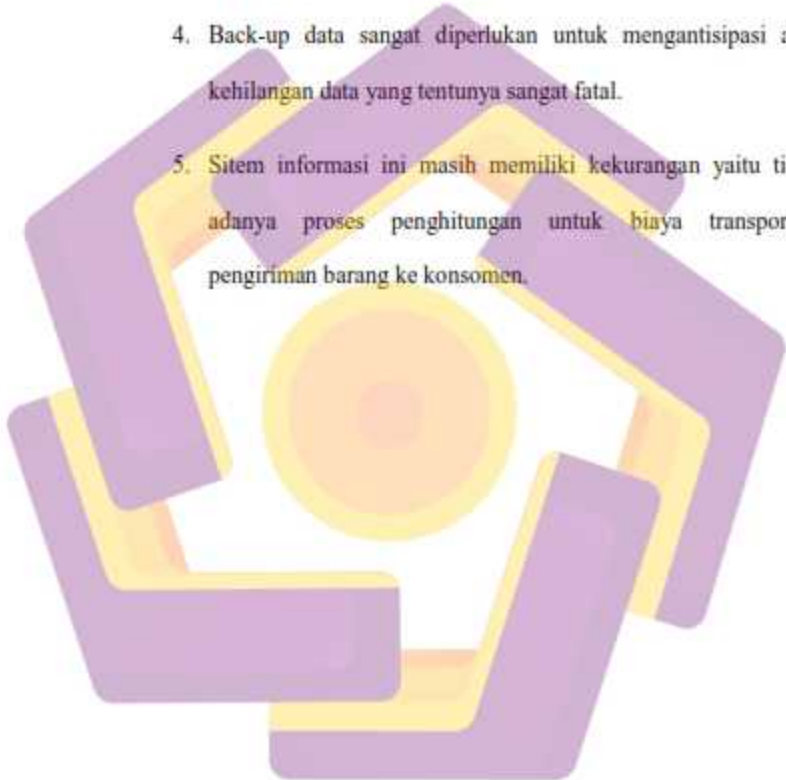 4. Back-up data sangat diperlukan untuk mengantisipasi
kehilangan data yang tentunya sangat fatal.
5. Sitem informasi ini masih memiliki kekurangan yaitu
adanya proses penghitungan untuk biaya
pengiriman barang ke konsomen.